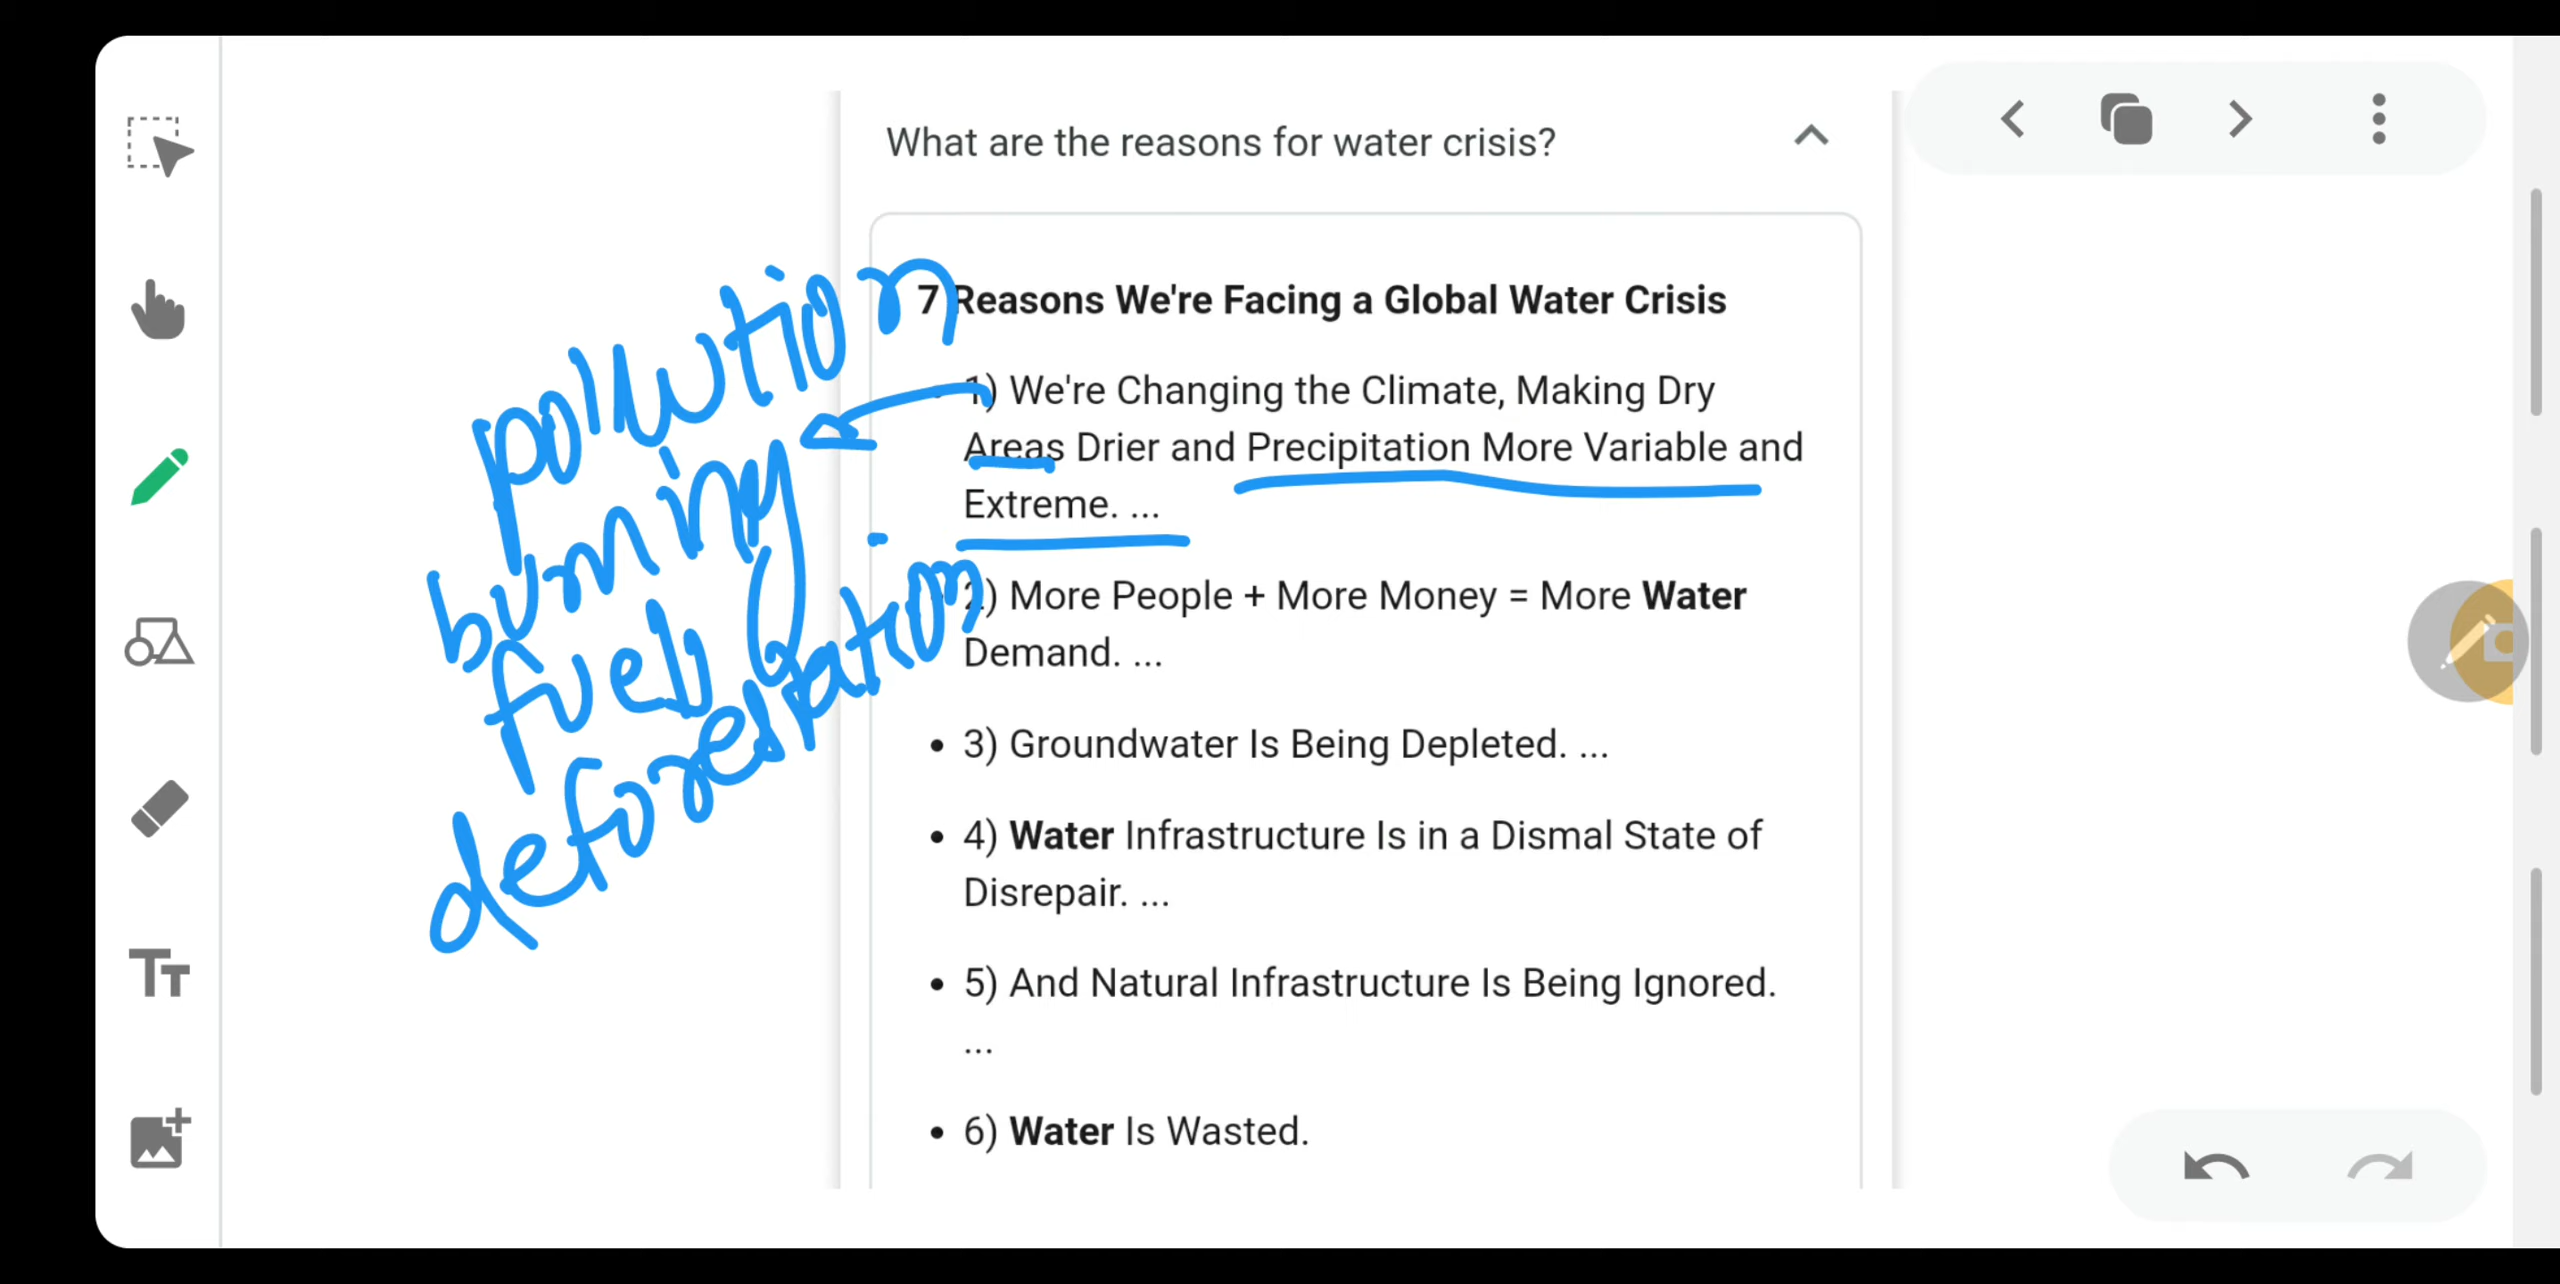 What are the reasons for water crisis?
7 Reasons We're Facing a Global Water Crisis
1) We're Changing the Climate, Making Dry
Areas Drier and Precipitation More Variable and
Extreme. ...
2) More People + More Money = More Water
Demand. ...
3) Groundwater Is Being Depleted. ...
4) Water Infrastructure Is in a Dismal State of
Disrepair. ...
5) And Natural Infrastructure Is Being Ignored.
...
6) Water Is Wasted.
pollution
burning
fuels
deforestation
Tт